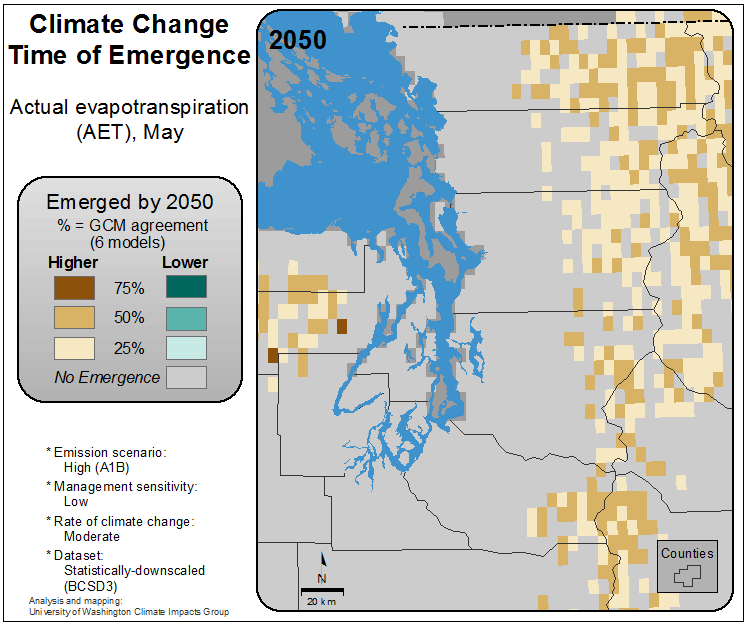 Climate Change
Time of Emergence
Actual evapotranspiration
(AET), May
Emerged by 2050
% = GCM agreement
(6 models)
Higher Lower
75%
50%
25%
No Emergence
* Emission scenario:
High (A1B)
* Management sensitivity:
Low
* Rate of climate change:
Moderate
* Dataset:
Statistically-downscaled
(BCSD3)
Analysis and mapping:
University of Washington Climate Impacts Group
2050
N
20 km
Counties